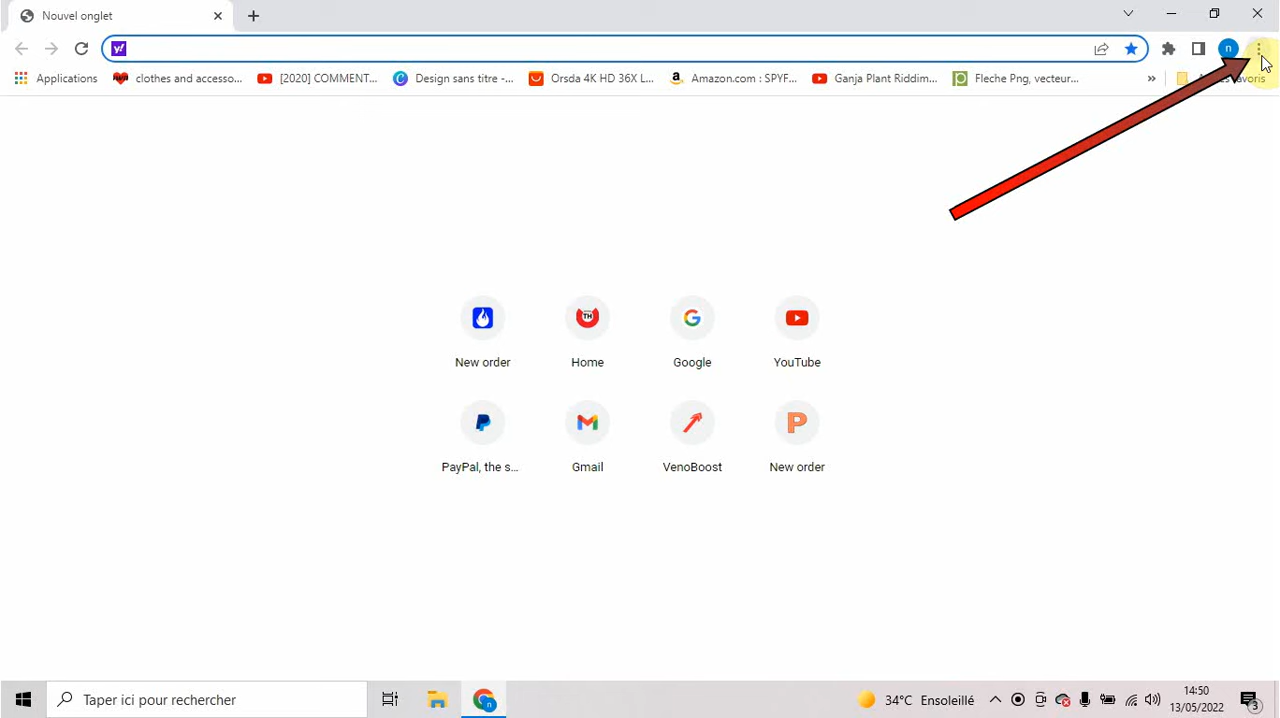 Nouvel onglet
y!
n
Applications
clothes and accesso...
[2020] COMMENT...
Design sans titre -...
Orsda 4K HD 36X L...
Amazon.com : SPYF...
Ganja Plant Riddim...
Fleche Png, vecteur...
»
New order
TH
Home
Google
YouTube
PayPal, the s...
Gmail
VenoBoost
New order
Taper ici pour rechercher
34°C Ensoleillé
14:50
13/05/2022
3